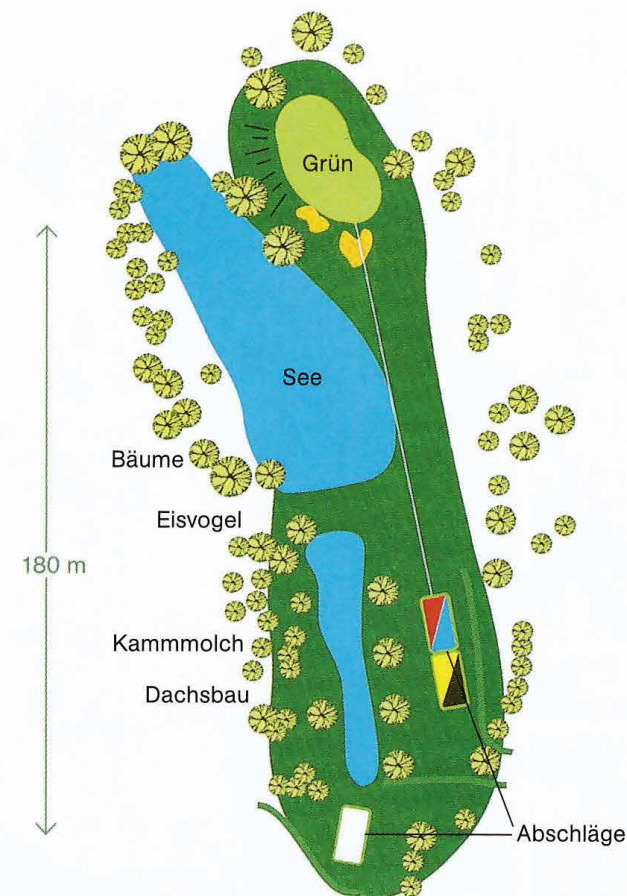 Grün
See
Bäume
Eisvogel
180 m
Kammmolch
Dachsbau
Abschläge